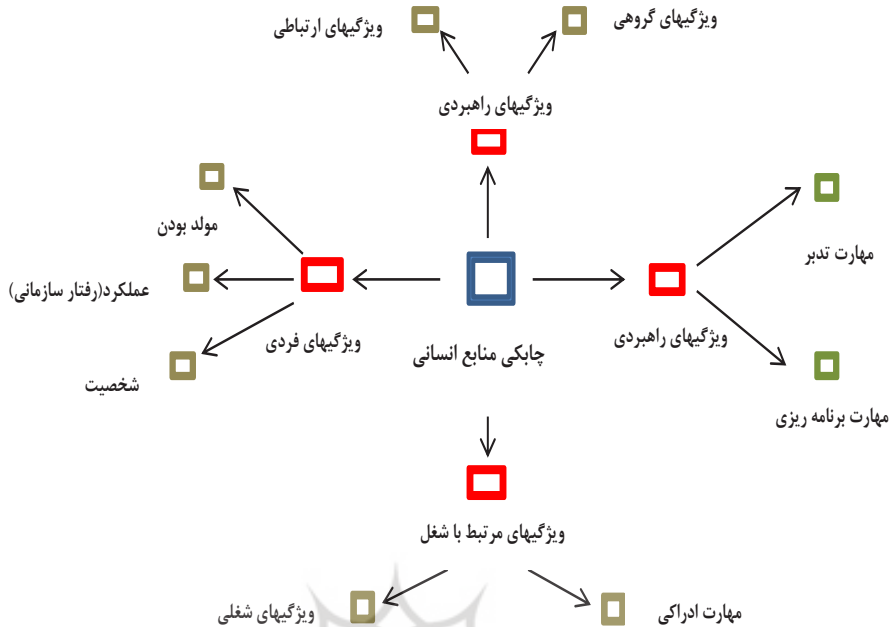 ویژگیهای گروهی
ویژگیهای ارتباطی
ویژگیهای راهبردی
مولد بودن
مهارت تدبر
عملکرد(رفتار سازمانی)
ویژگیهای راهبردی
ویژگیهای فردی
چابکی منابع انسانی
شخصیت
مهارت برنامه ریزی
ویژگیهای مرتبط با شغل
مهارت ادراکی
ویژگیهای شغلی